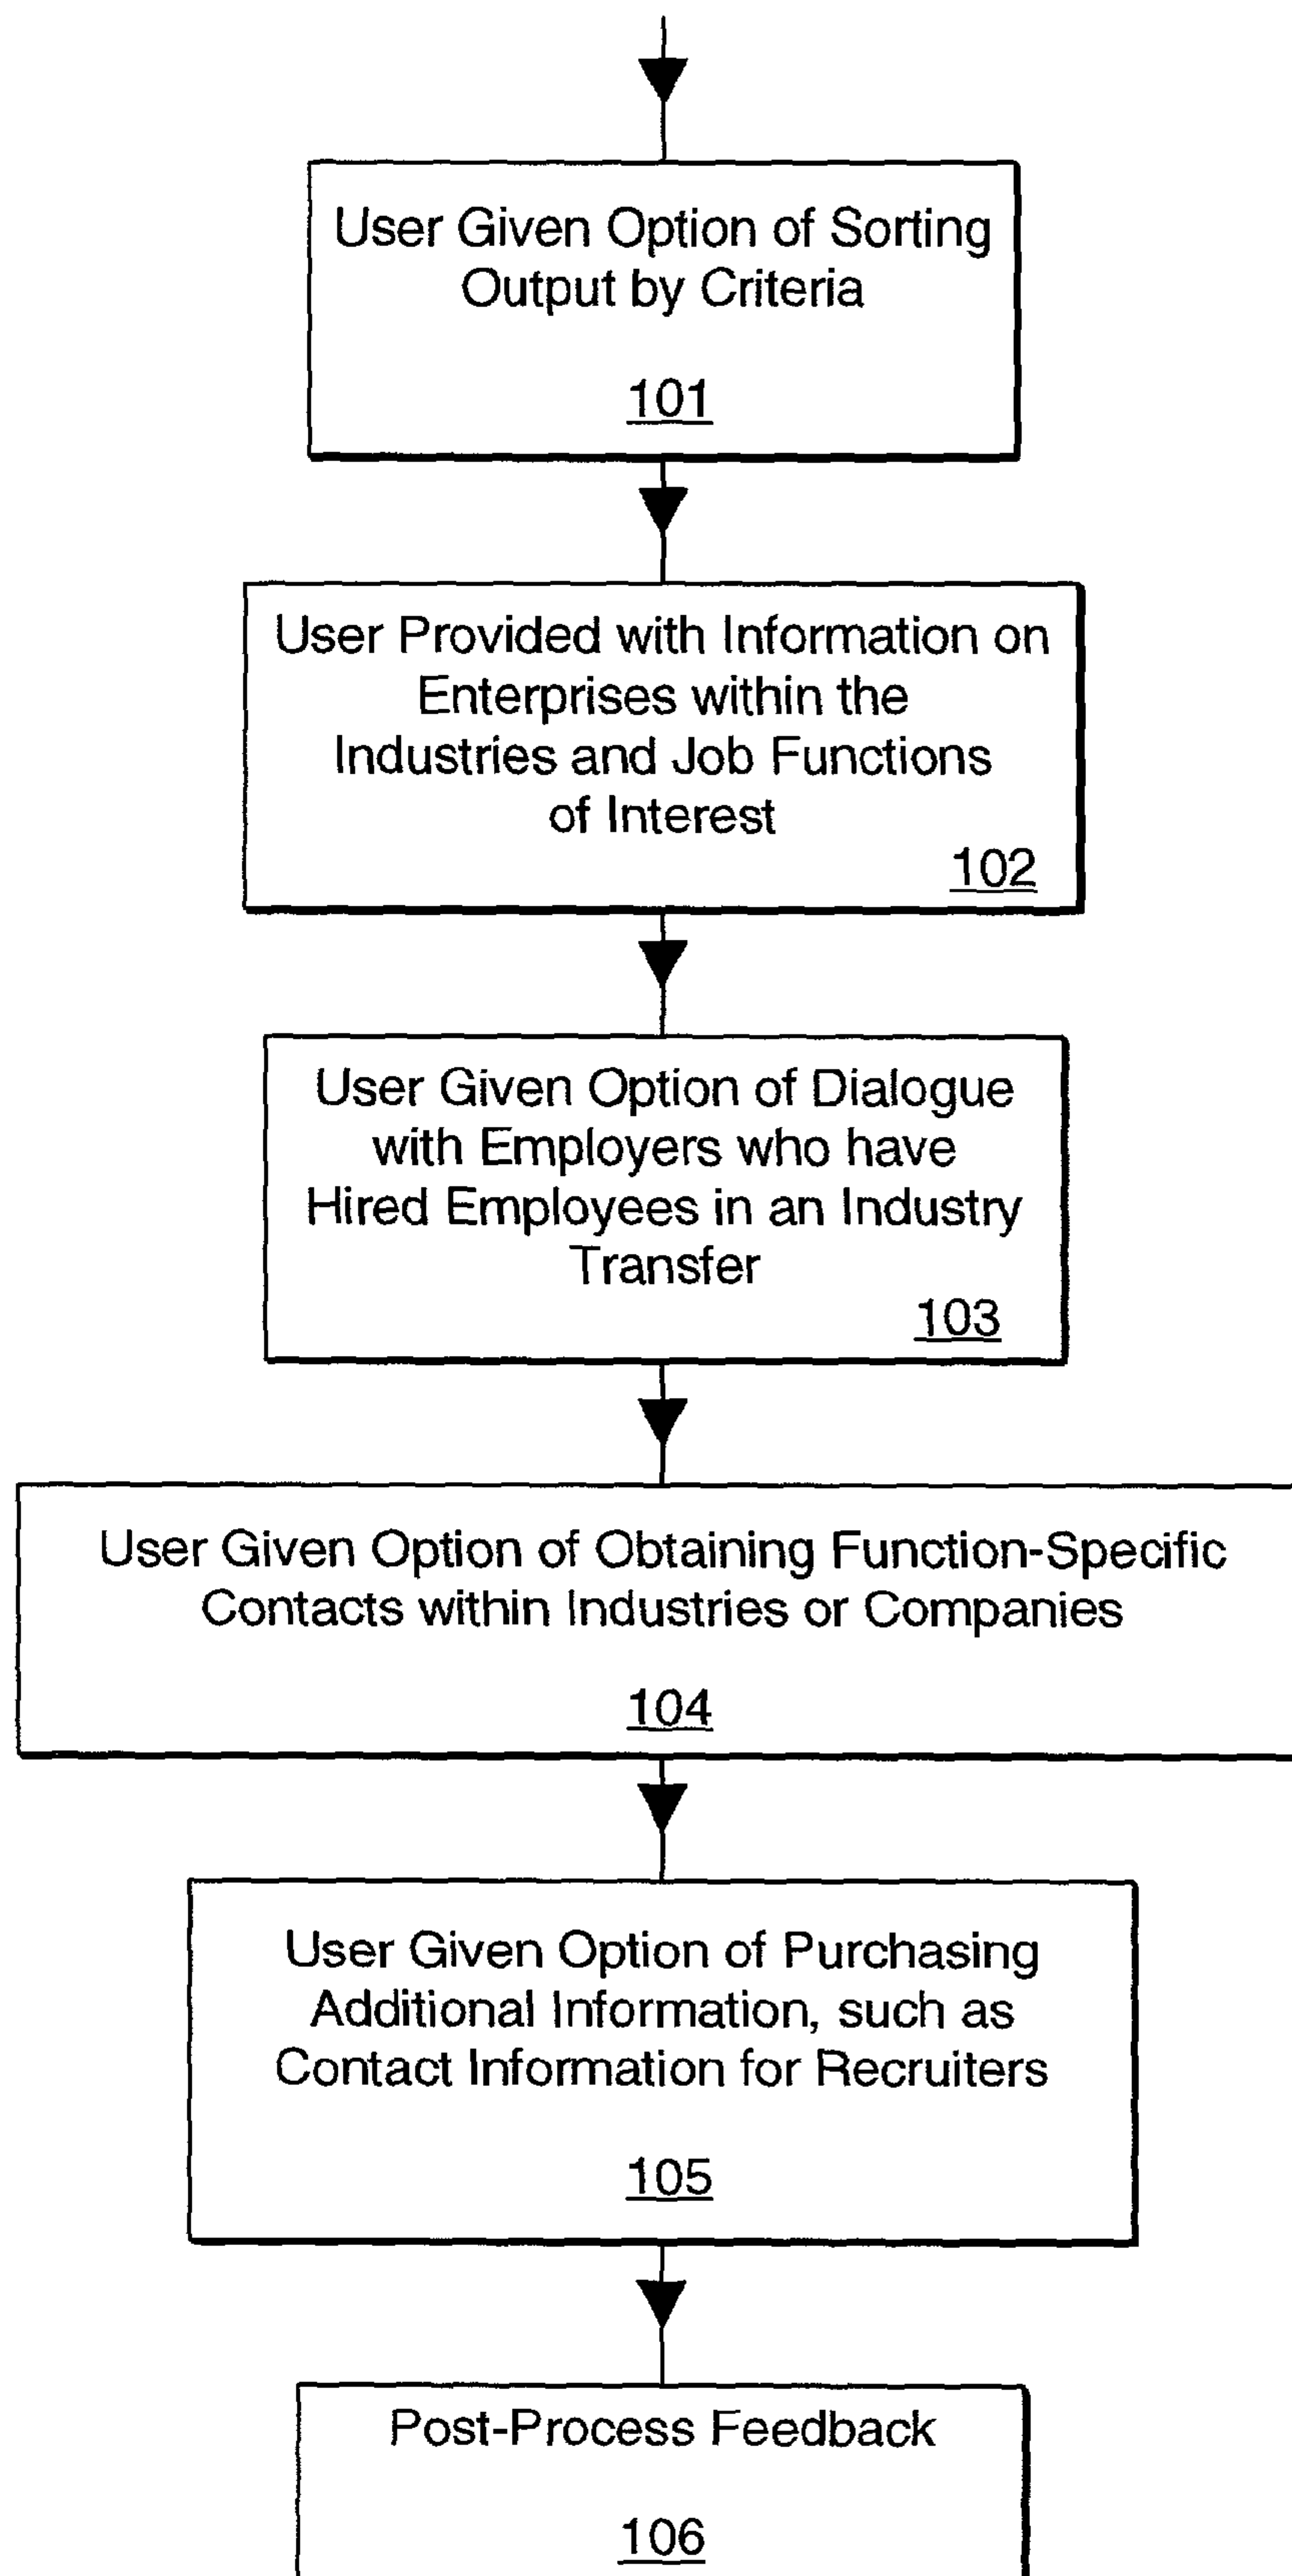 User Given Option of Sorting
Output by Criteria
101
User Provided with Information on
Enterprises within the
Industries and Job Functions
of Interest
102
User Given Option of Dialogue
with Employers who have
Hired Employees in an Industry
Transfer
103
User Given Option of Obtaining Function-Specific
Contacts within Industries or Companies
104
User Given Option of Purchasing
Additional Information, such as
Contact Information for Recruiters
105
Post-Process Feedback
106